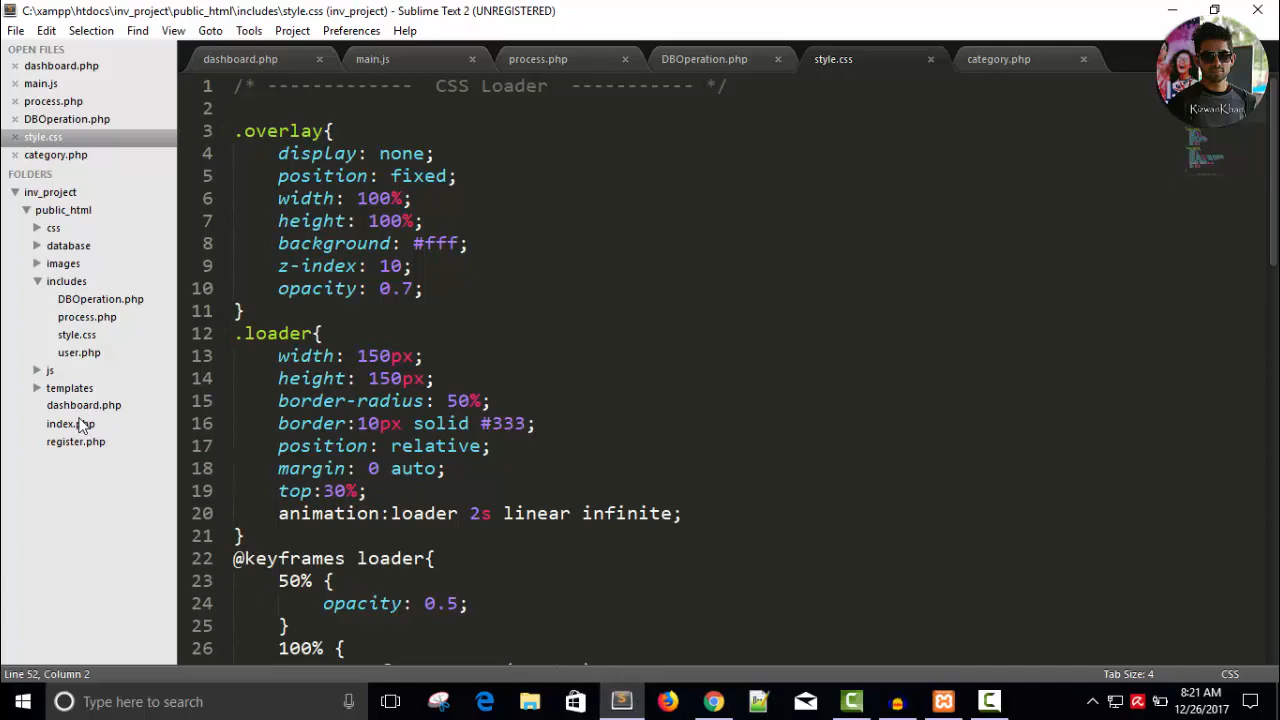 C:\xampp\htdocs\inv_project\public_html\includes\style.css (inv_project) - Sublime Text 2 (UNREGISTERED)
File Edit Selection Find View Goto Tools Project Preferences Help
OPEN FILES
dashboard.php
main.js
process.php
DBOperation.php
style.css
category.php
FOLDERS
inv_project
public_html
css
database
images
includes
DBOperation.php
process.php
style.css
user.php
js
templates
dashboard.php
index.php
register.php
dashboard.php main.js process.php DBOperation.php style.css category.php
RizwanKhan
1 /* ------------- CSS Loader ----------- */
2
3 .overlay{
4 display: none;
5 position: fixed;
6 width: 100%;
7 height: 100%;
8 background: #fff;
9 z-index: 10;
10 opacity: 0.7;
11 }
12 .loader{
13 width: 150px;
14 height: 150px;
15 border-radius: 50%;
16 border:10px solid #333;
17 position: relative;
18 margin: 0 auto;
19 top:30%;
20 animation:loader 2s linear infinite;
21 }
22 @keyframes loader{
23 50% {
24 opacity: 0.5;
25 }
26 100% {
Line 52, Column 2 Tab Size: 4 CSS
Type here to search
8:21 AM
12/26/2017